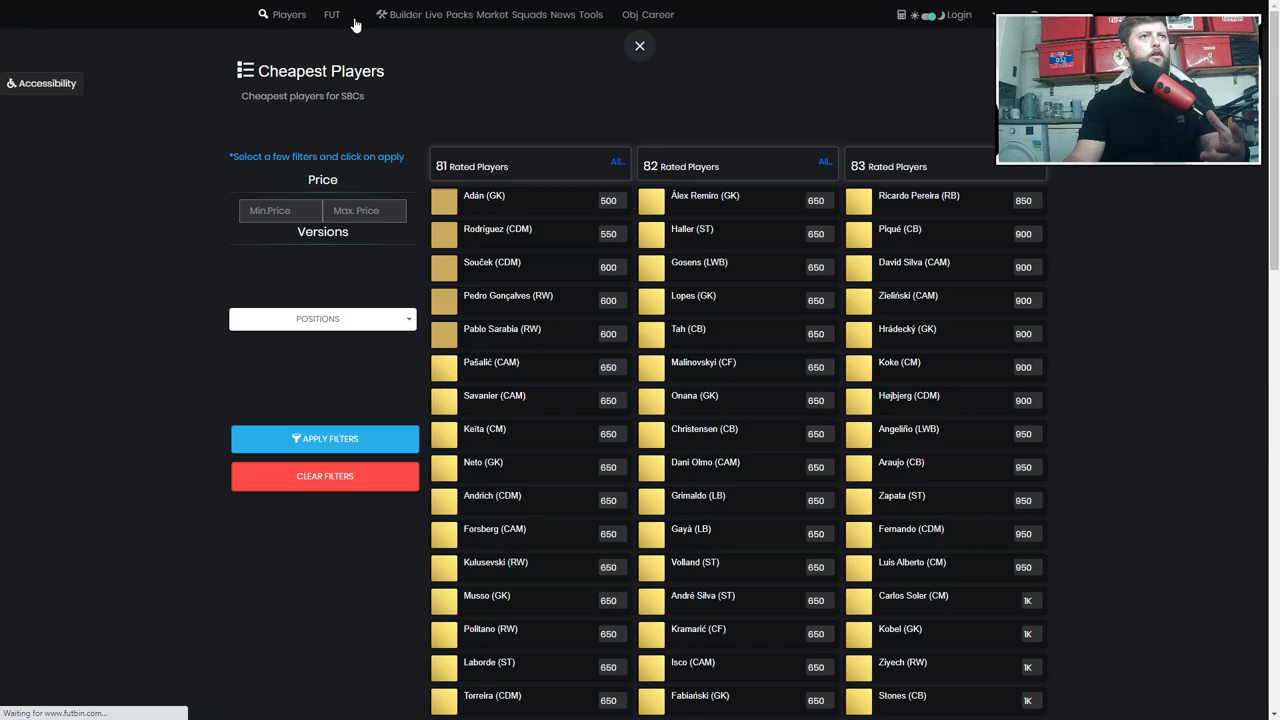 Players FUT Builder Live Packs Market Squads News Tools Obj Career Login
Accessibility
Cheapest Players
Cheapest players for SBCs
*Select a few filters and click on apply
Price
Min.Price Max. Price
Versions
POSITIONS
APPLY FILTERS
CLEAR FILTERS
81 Rated Players All..
Adán (GK) 500
Rodríguez (CDM) 550
Souček (CDM) 600
Pedro Gonçalves (RW) 600
Pablo Sarabia (RW) 600
Pašalić (CAM) 650
Savanier (CAM) 650
Keïta (CM) 650
Neto (GK) 650
Andrich (CDM) 650
Forsberg (CAM) 650
Kulusevski (RW) 650
Musso (GK) 650
Politano (RW) 650
Laborde (ST) 650
Torreira (CDM) 650
82 Rated Players All..
Álex Remiro (GK) 650
Haller (ST) 650
Gosens (LWB) 650
Lopes (GK) 650
Tah (CB) 650
Malinovskyi (CF) 650
Onana (GK) 650
Christensen (CB) 650
Dani Olmo (CAM) 650
Grimaldo (LB) 650
Gayà (LB) 650
Volland (ST) 650
André Silva (ST) 650
Kramarić (CF) 650
Isco (CAM) 650
Fabiański (GK) 650
83 Rated Players
Ricardo Pereira (RB) 850
Piqué (CB) 900
David Silva (CAM) 900
Zieliński (CAM) 900
Hrádecký (GK) 900
Koke (CM) 900
Højbjerg (CDM) 900
Angeliño (LWB) 950
Araujo (CB) 950
Zapata (ST) 950
Fernando (CDM) 950
Luis Alberto (CM) 950
Carlos Soler (CM) 1K
Kobel (GK) 1K
Ziyech (RW) 1K
Stones (CB) 1K
Waiting for www.futbin.com...